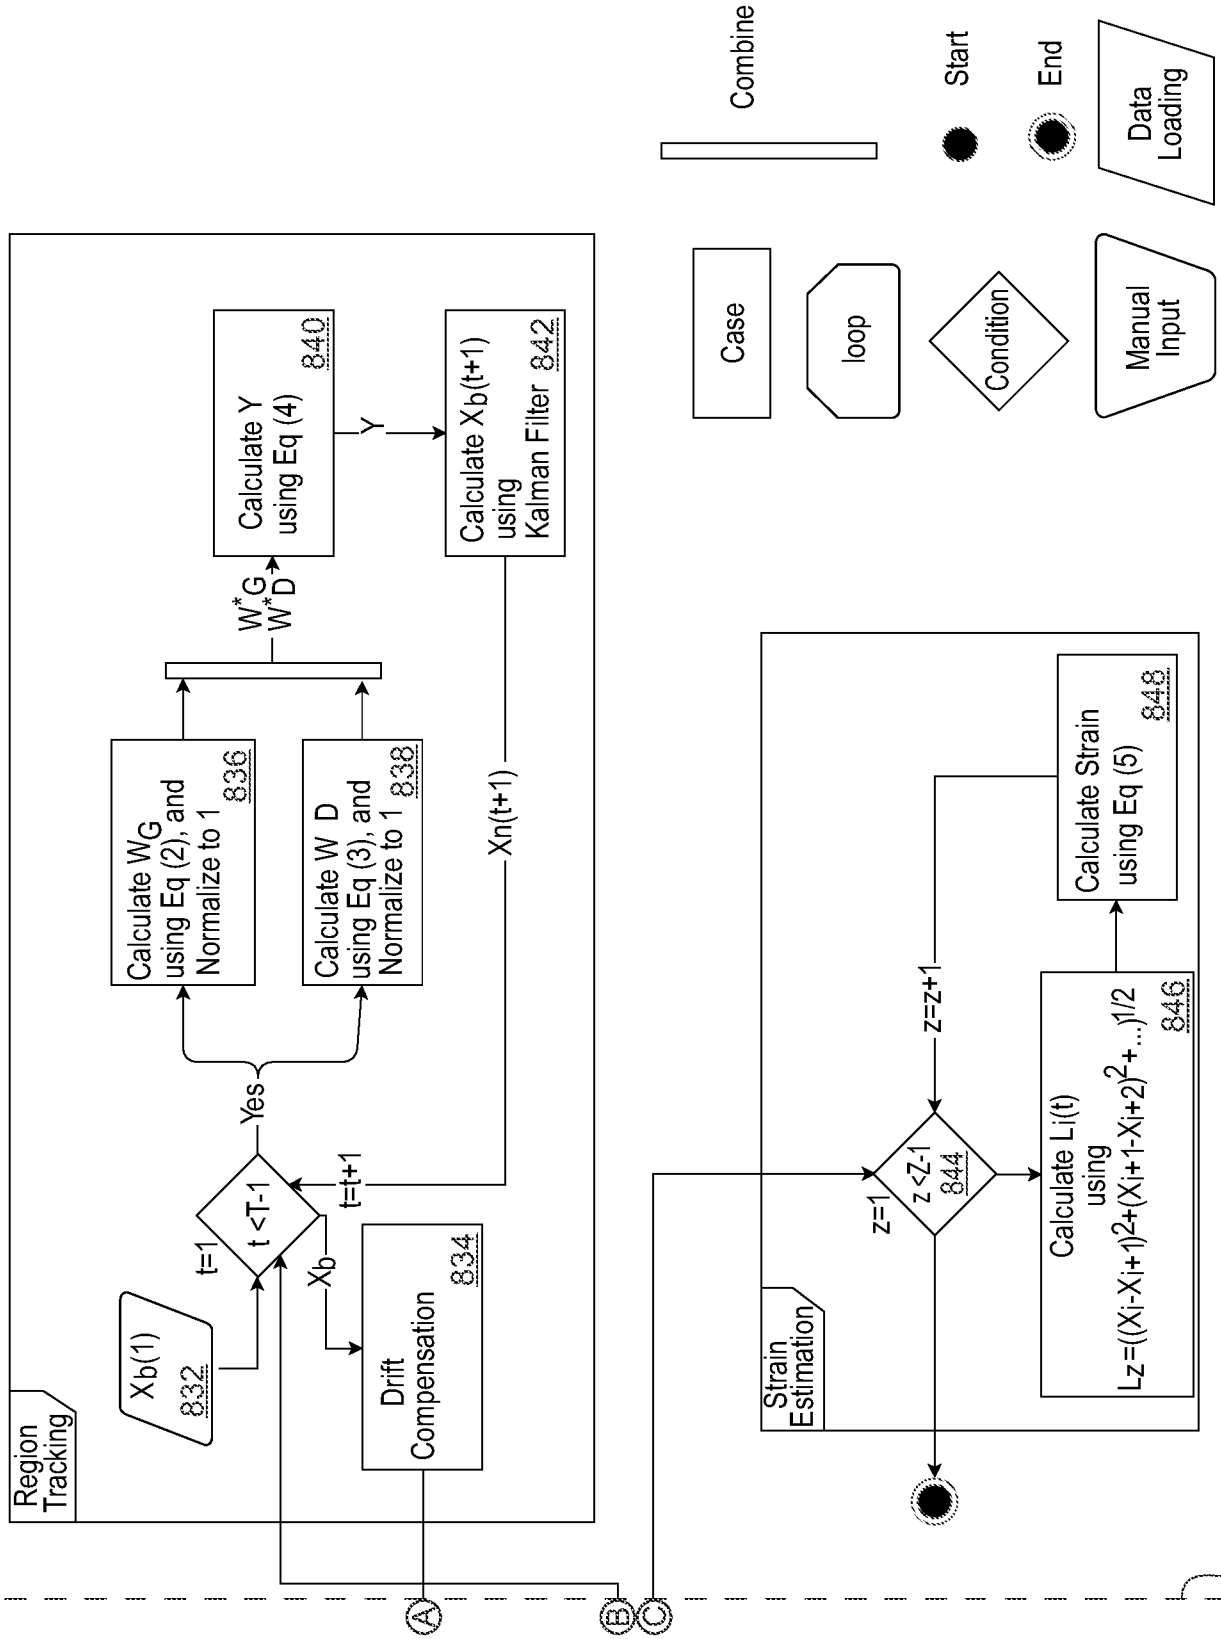 Region
Tracking
Xb(1)
832
t=1
t <T-1
Yes
Xb
t=t+1
Drift
Compensation
834
Calculate WG
using Eq (2), and
Normalize to 1
836
Calculate W D
using Eq (3), and
Normalize to 1
838
W*G
W*D
Calculate Y
using Eq (4)
840
Y
Calculate Xb(t+1)
using
Kalman Filter 842
Xn(t+1)
A
B
C
Strain
Estimation
z=1
z <Z-1
844
z=z+1
Calculate Li(t)
using
Lz=((Xi-Xi+1)2+(Xi+1-Xi+2)2+...)1/2
846
Calculate Strain
using Eq (5)
848
Case
loop
Condition
Manual
Input
Combine
Start
End
Data
Loading